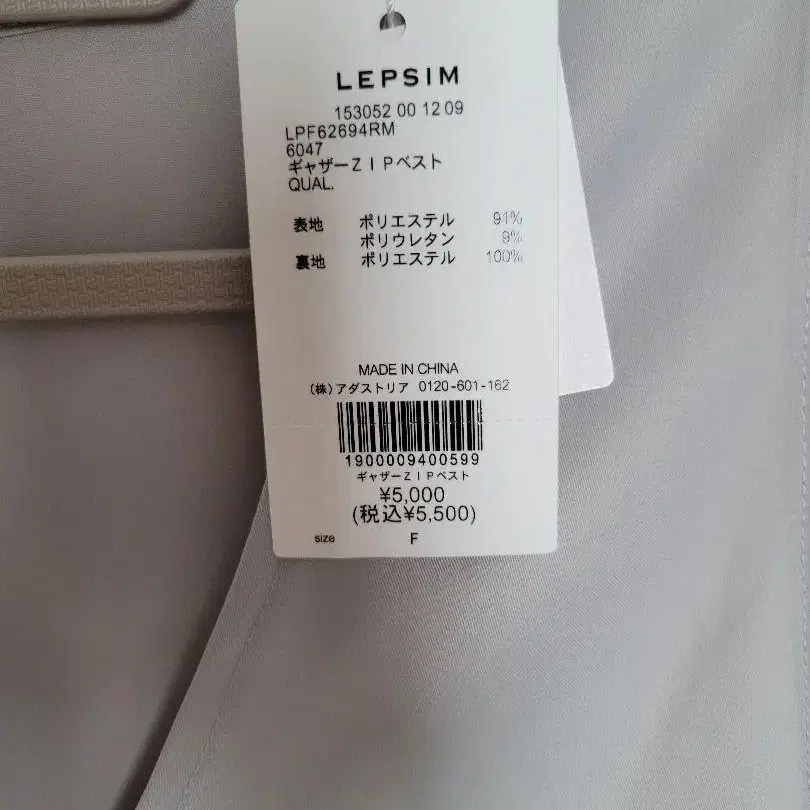 LEPSIM
153052 00 12 09
LPF62694RM
6047
ギャザーZIPベスト
QUAL.
表地 ポリエステル 91%
ポリウレタン 9%
裏地 ポリエステル 100%
MADE IN CHINA
(株)アダストリア 0120-601-162
1900009400599
ギャザーZIPベスト
¥5,000
(税込¥5,500)
size F